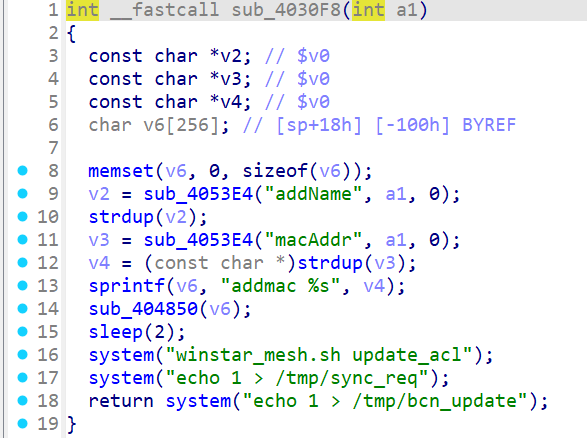 1 int __fastcall sub_4030F8(int a1)
2 {
3 const char *v2; // $v0
4 const char *v3; // $v0
5 const char *v4; // $v0
6 char v6[256]; // [sp+18h] [-100h] BYREF
7
8 memset(v6, 0, sizeof(v6));
9 v2 = sub_4053E4("addName", a1, 0);
10 strdup(v2);
11 v3 = sub_4053E4("macAddr", a1, 0);
12 v4 = (const char *)strdup(v3);
13 sprintf(v6, "addmac %s", v4);
14 sub_404850(v6);
15 sleep(2);
16 system("winstar_mesh.sh update_acl");
17 system("echo 1 > /tmp/sync_req");
18 return system("echo 1 > /tmp/bcn_update");
19 }